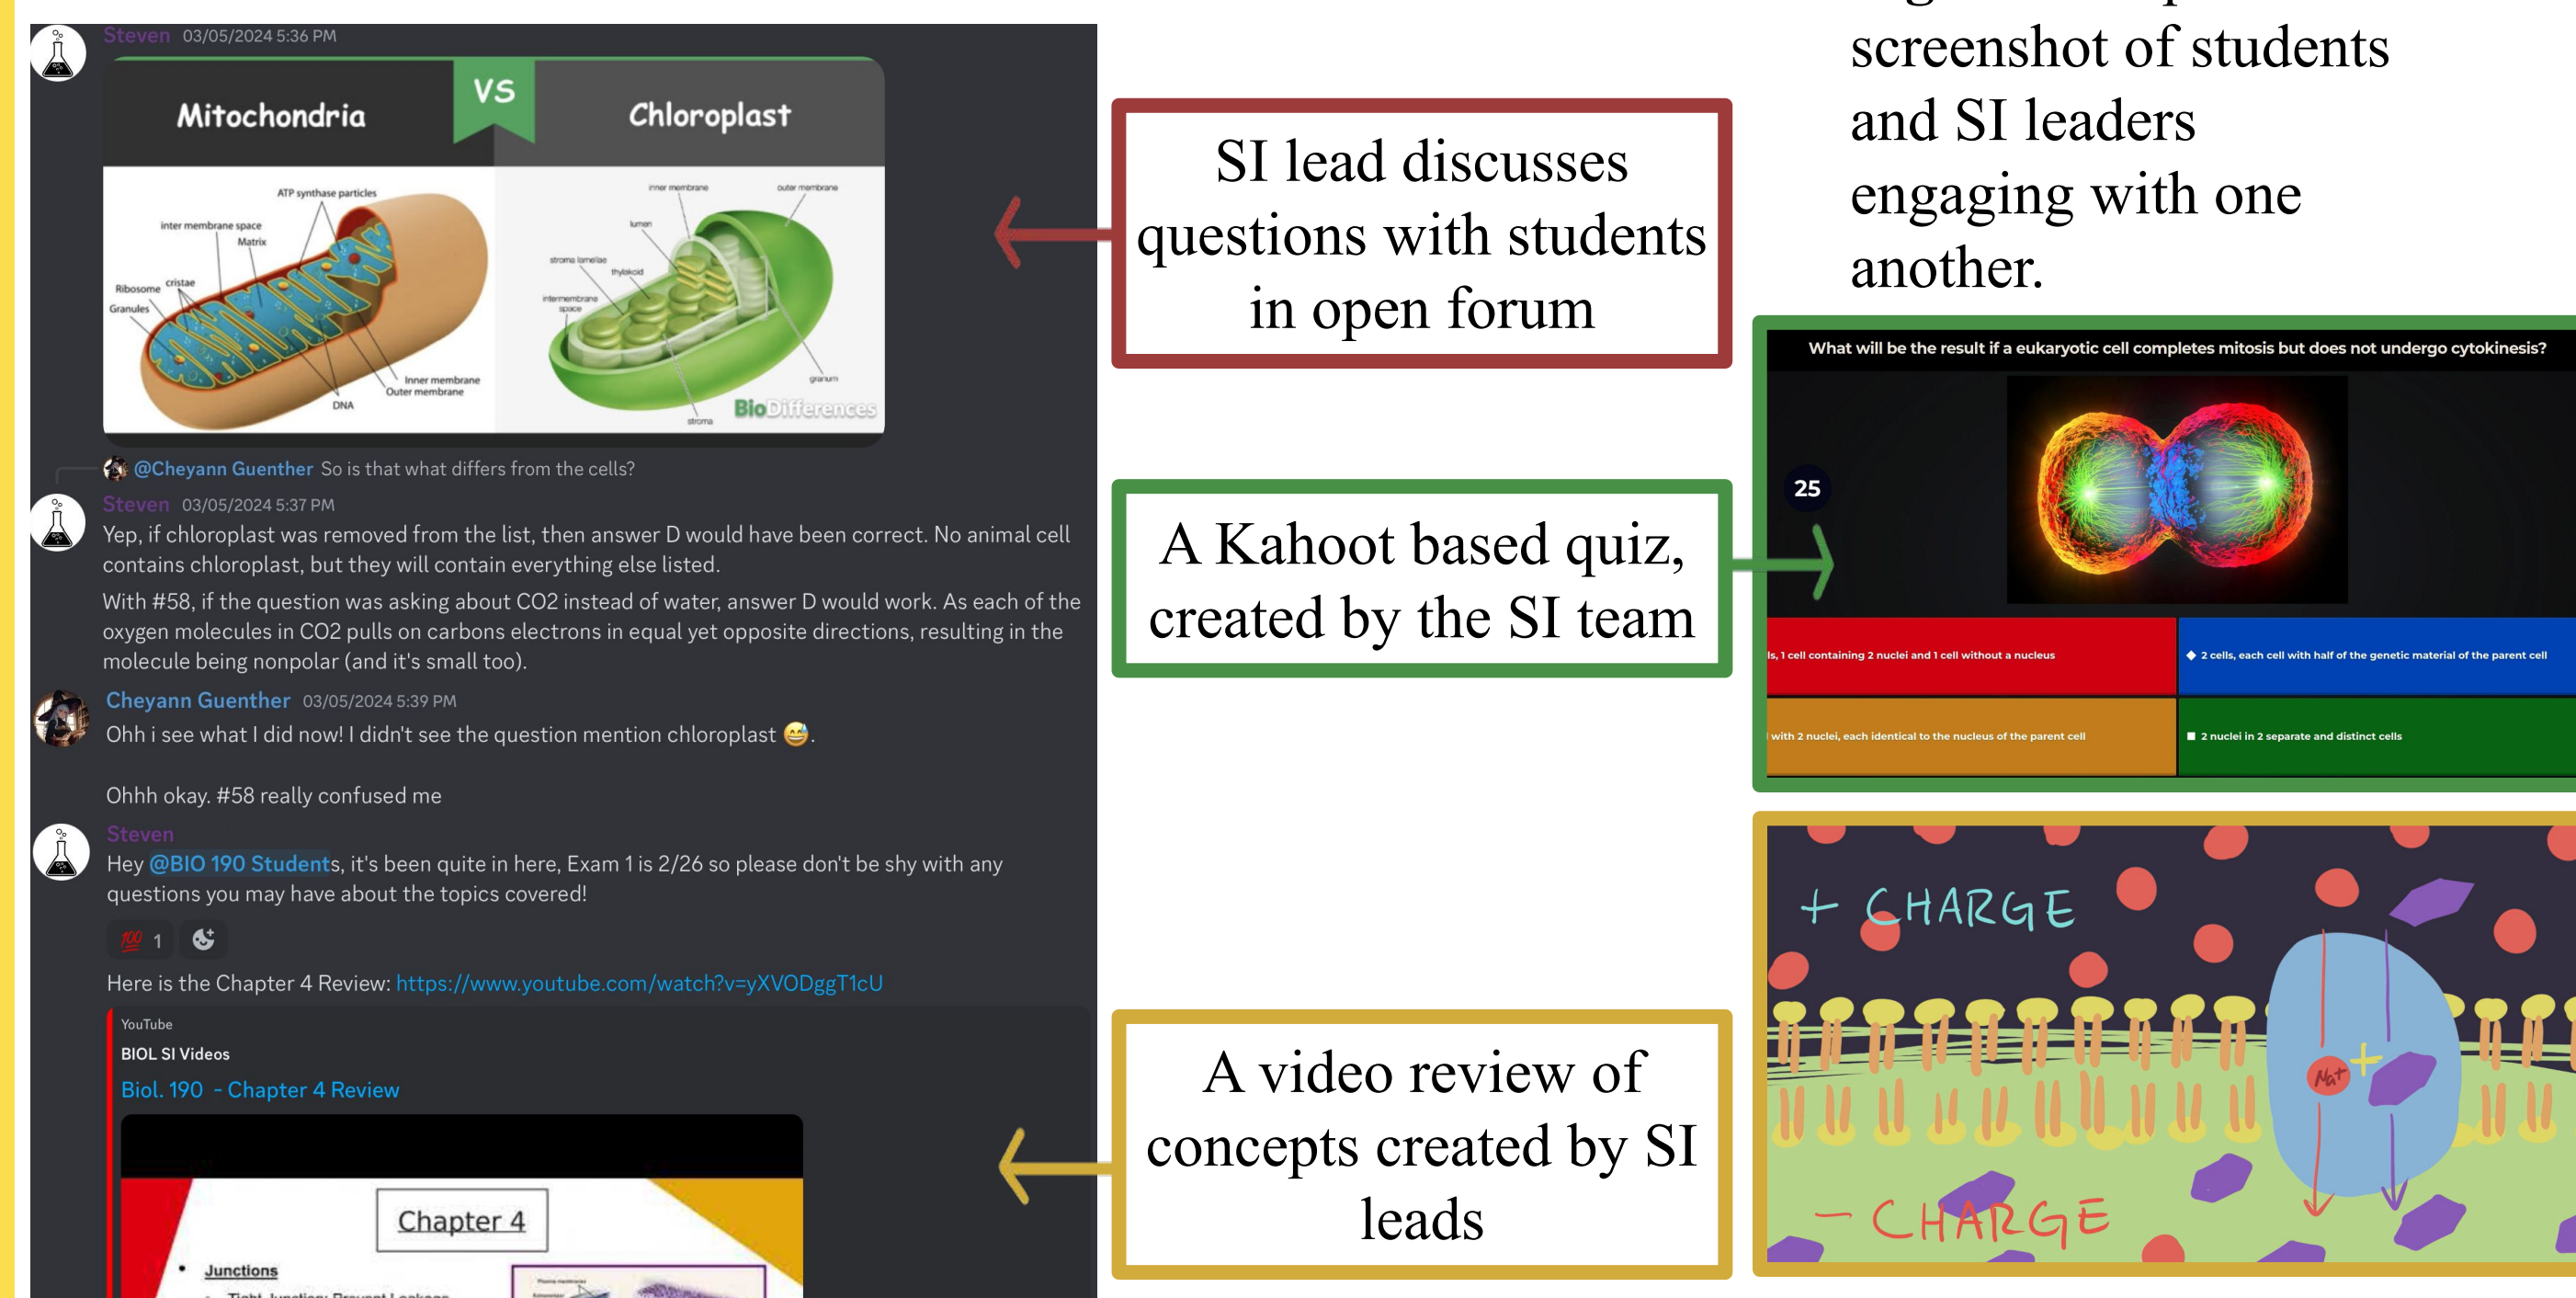 Steven 03/05/2024 5:36 PM
Mitochondria
VS
Chloroplast
ATP synthase particles
inter membrane space
Matrix
cristae
Ribosome
Granules
Inner membrane
Outer membrane
DNA
inner membrane
outer membrane
lumen
stroma lamellae
thylakoid
intermembrane
space
granum
stroma
BioDifferences
@Cheyann Guenther So is that what differs from the cells?
Steven 03/05/2024 5:37 PM
Yep, if chloroplast was removed from the list, then answer D would have been correct. No animal cell
contains chloroplast, but they will contain everything else listed.
With #58, if the question was asking about CO2 instead of water, answer D would work. As each of the
oxygen molecules in CO2 pulls on carbons electrons in equal yet opposite directions, resulting in the
molecule being nonpolar (and it's small too).
Cheyann Guenther 03/05/2024 5:39 PM
Ohh i see what I did now! I didn't see the question mention chloroplast 😅.
Ohhh okay. #58 really confused me
Steven
Hey @BIO 190 Students, it's been quite in here, Exam 1 is 2/26 so please don't be shy with any
questions you may have about the topics covered!
💯 1
Here is the Chapter 4 Review: https://www.youtube.com/watch?v=yXVODggT1cU
YouTube
BIOL SI Videos
Biol. 190 - Chapter 4 Review
Chapter 4
• Junctions
SI lead discusses
questions with students
in open forum
A Kahoot based quiz,
created by the SI team
A video review of
concepts created by SI
leads
screenshot of students
and SI leaders
engaging with one
another.
What will be the result if a eukaryotic cell completes mitosis but does not undergo cytokinesis?
25
ls, 1 cell containing 2 nuclei and 1 cell without a nucleus
◆ 2 cells, each cell with half of the genetic material of the parent cell
with 2 nuclei, each identical to the nucleus of the parent cell
■ 2 nuclei in 2 separate and distinct cells
+ CHARGE
Na+
+
- CHARGE